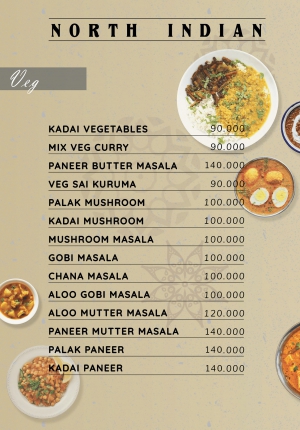 NORTH INDIAN
Veg
KADAI VEGETABLES 90.000
MIX VEG CURRY 90.000
PANEER BUTTER MASALA 140.000
VEG SAI KURUMA 90.000
PALAK MUSHROOM 100.000
KADAI MUSHROOM 100.000
MUSHROOM MASALA 100.000
GOBI MASALA 100.000
CHANA MASALA 100.000
ALOO GOBI MASALA 100.000
ALOO MUTTER MASALA 120.000
PANEER MUTTER MASALA 140.000
PALAK PANEER 140.000
KADAI PANEER 140.000